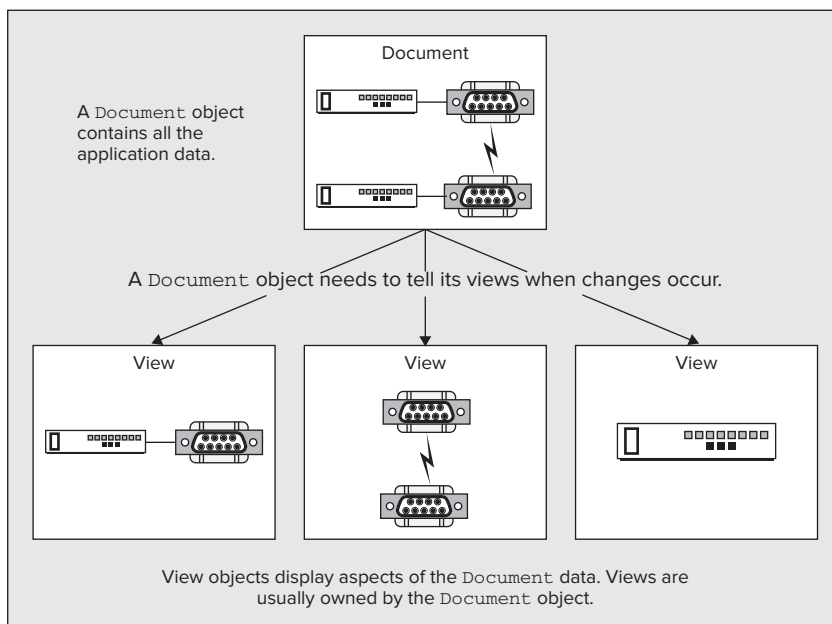 Document
A Document object
contains all the
application data.
A Document object needs to tell its views when changes occur.
View
View
View
View objects display aspects of the Document data. Views are
usually owned by the Document object.